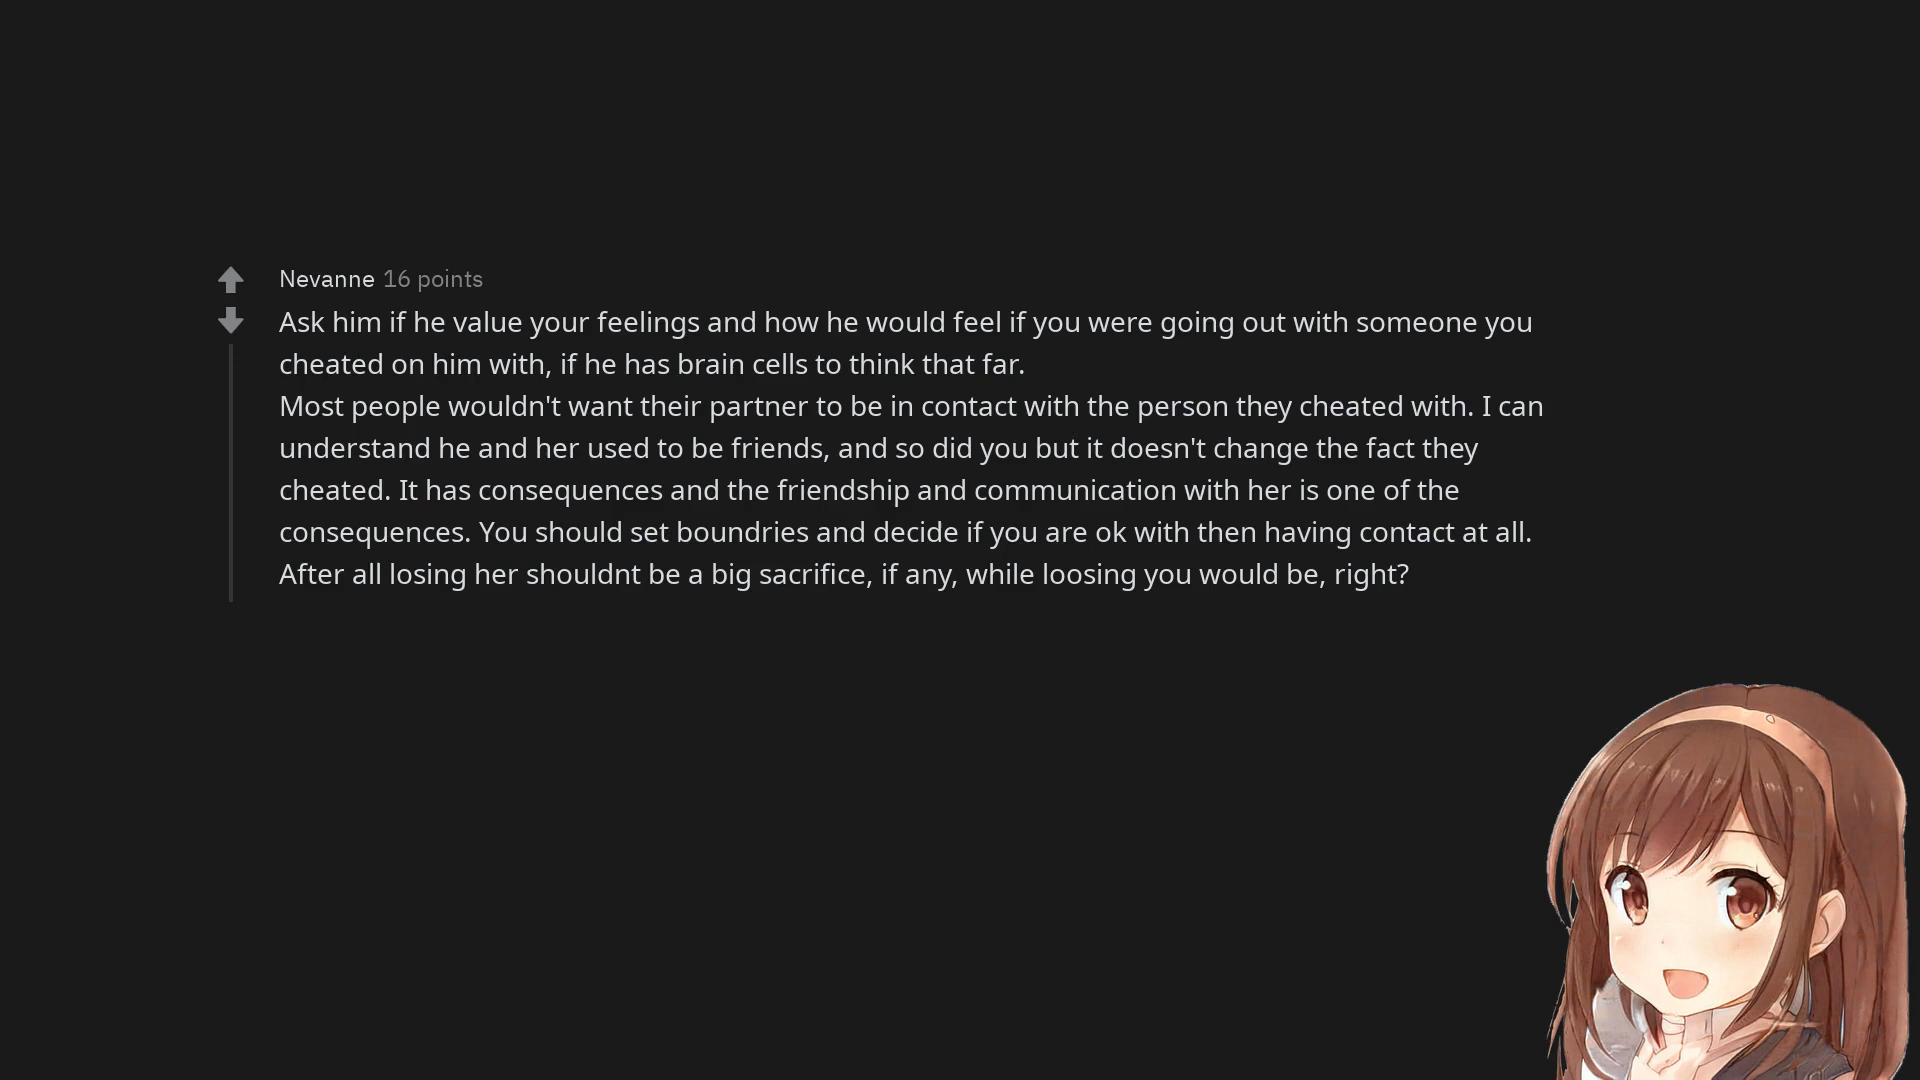 Nevanne 16 points
Ask him if he value your feelings and how he would feel if you were going out with someone you
cheated on him with, if he has brain cells to think that far.
Most people wouldn't want their partner to be in contact with the person they cheated with. I can
understand he and her used to be friends, and so did you but it doesn't change the fact they
cheated. It has consequences and the friendship and communication with her is one of the
consequences. You should set boundries and decide if you are ok with then having contact at all.
After all losing her shouldnt be a big sacrifice, if any, while loosing you would be, right?